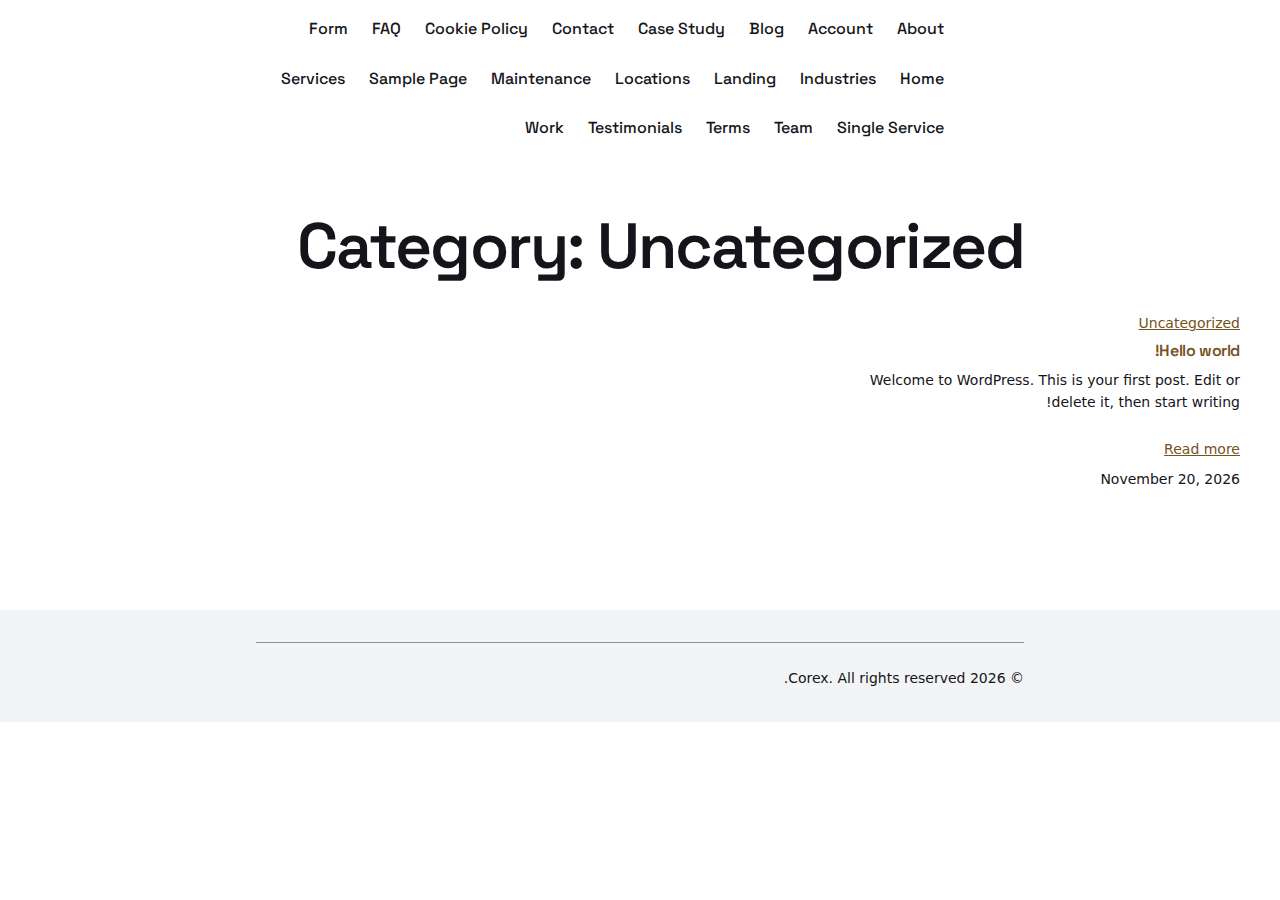 About Account Blog Case Study Contact Cookie Policy FAQ Form
Home Industries Landing Locations Maintenance Sample Page Services
Single Service Team Terms Testimonials Work
Category: Uncategorized
Uncategorized
Hello world!
Welcome to WordPress. This is your first post. Edit or
delete it, then start writing!
Read more
November 20, 2026
© 2026 Corex. All rights reserved.